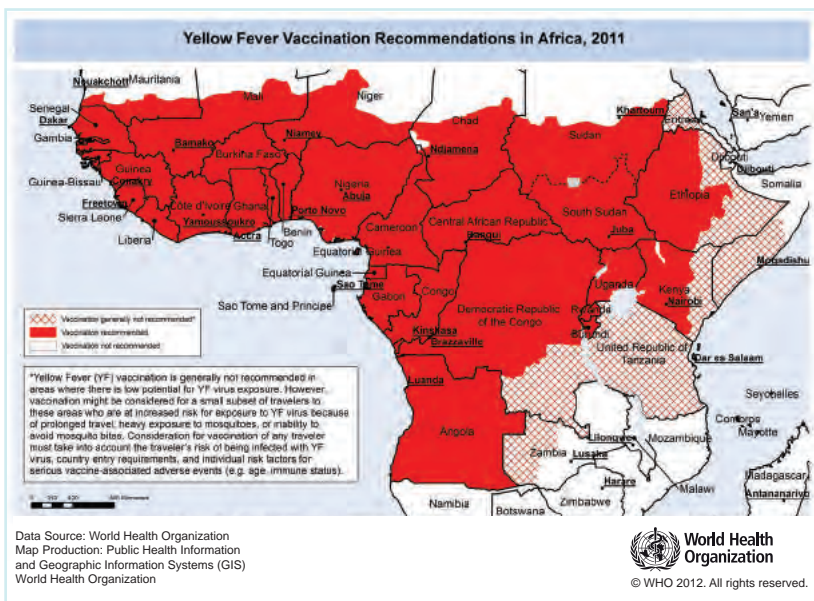 Yellow Fever Vaccination Recommendations in Africa, 2011
Nouakchott
Mauritania
Mali
Niger
Khartoum
Eritrea
San'a
Yemen
Senegal
Dakar
Chad
Sudan
Gambia
Bamako
Niamey
Ndjamena
Djibouti
Djibouti
Burkina Faso
Guinea
Guinea-Bissau
Conakry
Nigeria
Abuja
Somalia
Ethiopia
Freetown
Côte d'Ivoire
Ghana
Porto Novo
Central African Republic
South Sudan
Sierra Leone
Yamoussoukro
Cameroon
Bangui
Juba
Liberia
Accra
Togo
Benin
Equatorial Guinea
Mogadishu
Equatorial Guinea
Uganda
Kenya
Sao Tome
Gabon
Congo
Nairobi
Sao Tome and Principe
Democratic Republic
of the Congo
Rwanda
Burundi
Kinshasa
Brazzaville
United Republic of
Tanzania
Dar es Salaam
Luanda
Seychelles
Angola
Comoros
Mayotte
Zambia
Lilongwe
Mozambique
Lusaka
Harare
Malawi
Madagascar
Antananarivo
Namibia
Botswana
Zimbabwe
Vaccination generally not recommended*
Vaccination recommended
Vaccination not recommended
*Yellow Fever (YF) vaccination is generally not recommended in
areas where there is low potential for YF virus exposure. However,
vaccination might be considered for a small subset of travelers to
these areas who are at increased risk for exposure to YF virus because
of prolonged travel, heavy exposure to mosquitoes, or inability to
avoid mosquito bites. Consideration for vaccination of any traveler
must take into account the traveler's risk of being infected with YF
virus, country entry requirements, and individual risk factors for
serious vaccine-associated adverse events (e.g. age, immune status).
Data Source: World Health Organization
Map Production: Public Health Information
and Geographic Information Systems (GIS)
World Health Organization
World Health
Organization
© WHO 2012. All rights reserved.